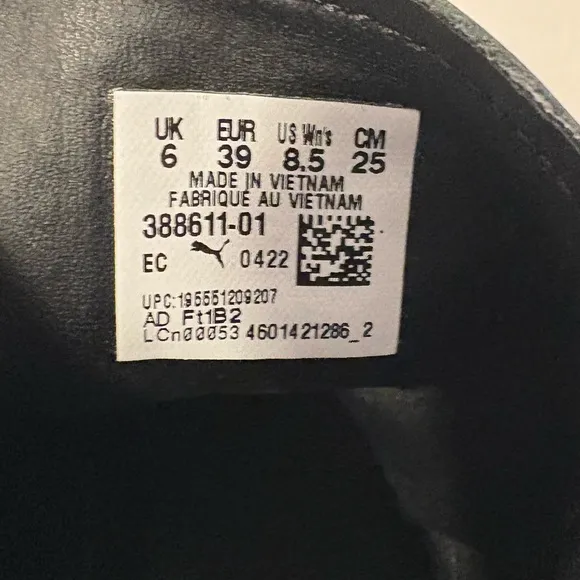 UK EUR US Wn's CM
6 39 8.5 25
MADE IN VIETNAM
FABRIQUE AU VIETNAM
388611-01
EC 0422
UPC:195551209207
AD Ft1B2
LCn00053 4601421286_2